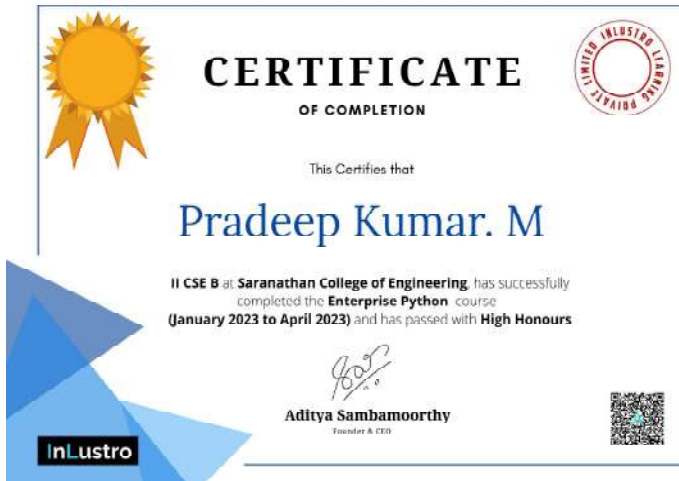 CERTIFICATE
OF COMPLETION
INLUSTRO LEARNING PRIVATE LIMITED
This Certifies that
Pradeep Kumar. M
II CSE B at Saranathan College of Engineering, has successfully
completed the Enterprise Python course
(January 2023 to April 2023) and has passed with High Honours
Aditya Sambamoorthy
Founder & CEO
InLustro